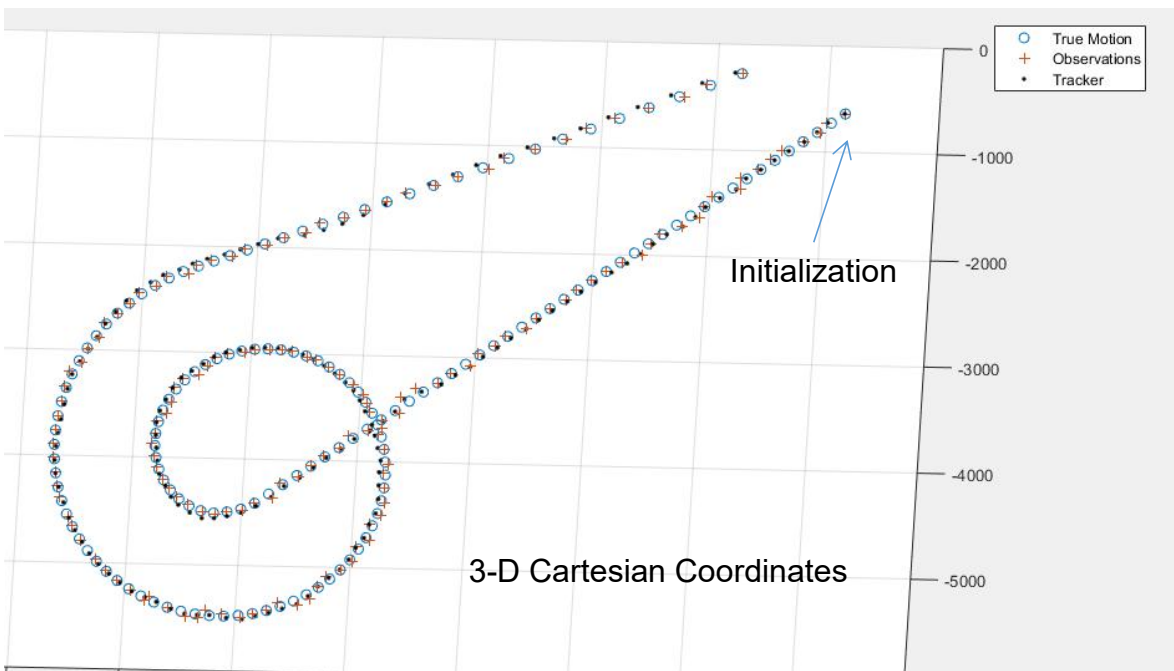 0
True Motion
Observations
Tracker
-1000
-2000
Initialization
-3000
-4000
3-D Cartesian Coordinates
-5000